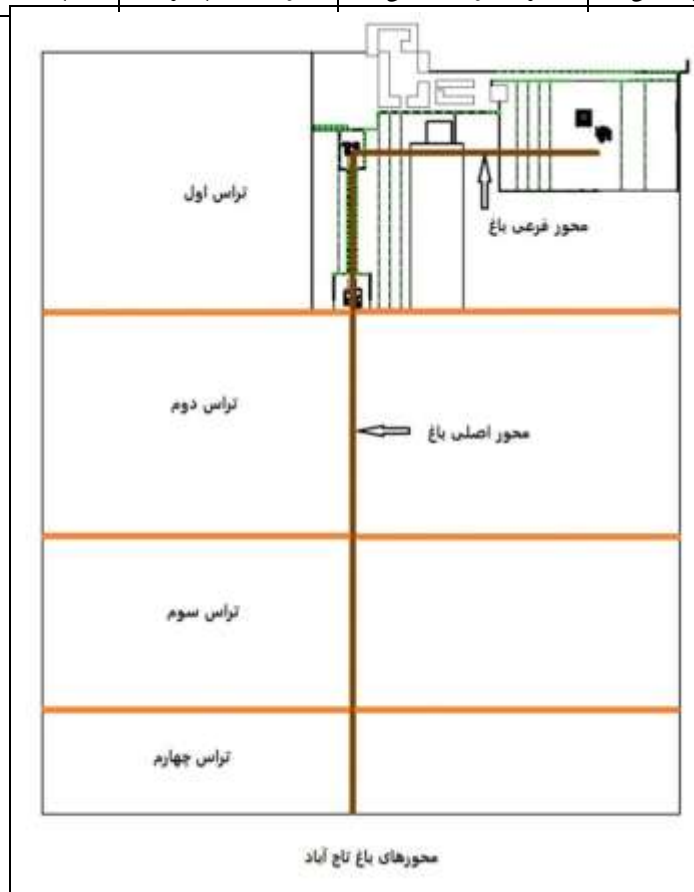 تراس اول
محور فرعی باغ
تراس دوم
محور اصلی باغ
تراس سوم
تراس چهارم
محورهای باغ تاج آباد